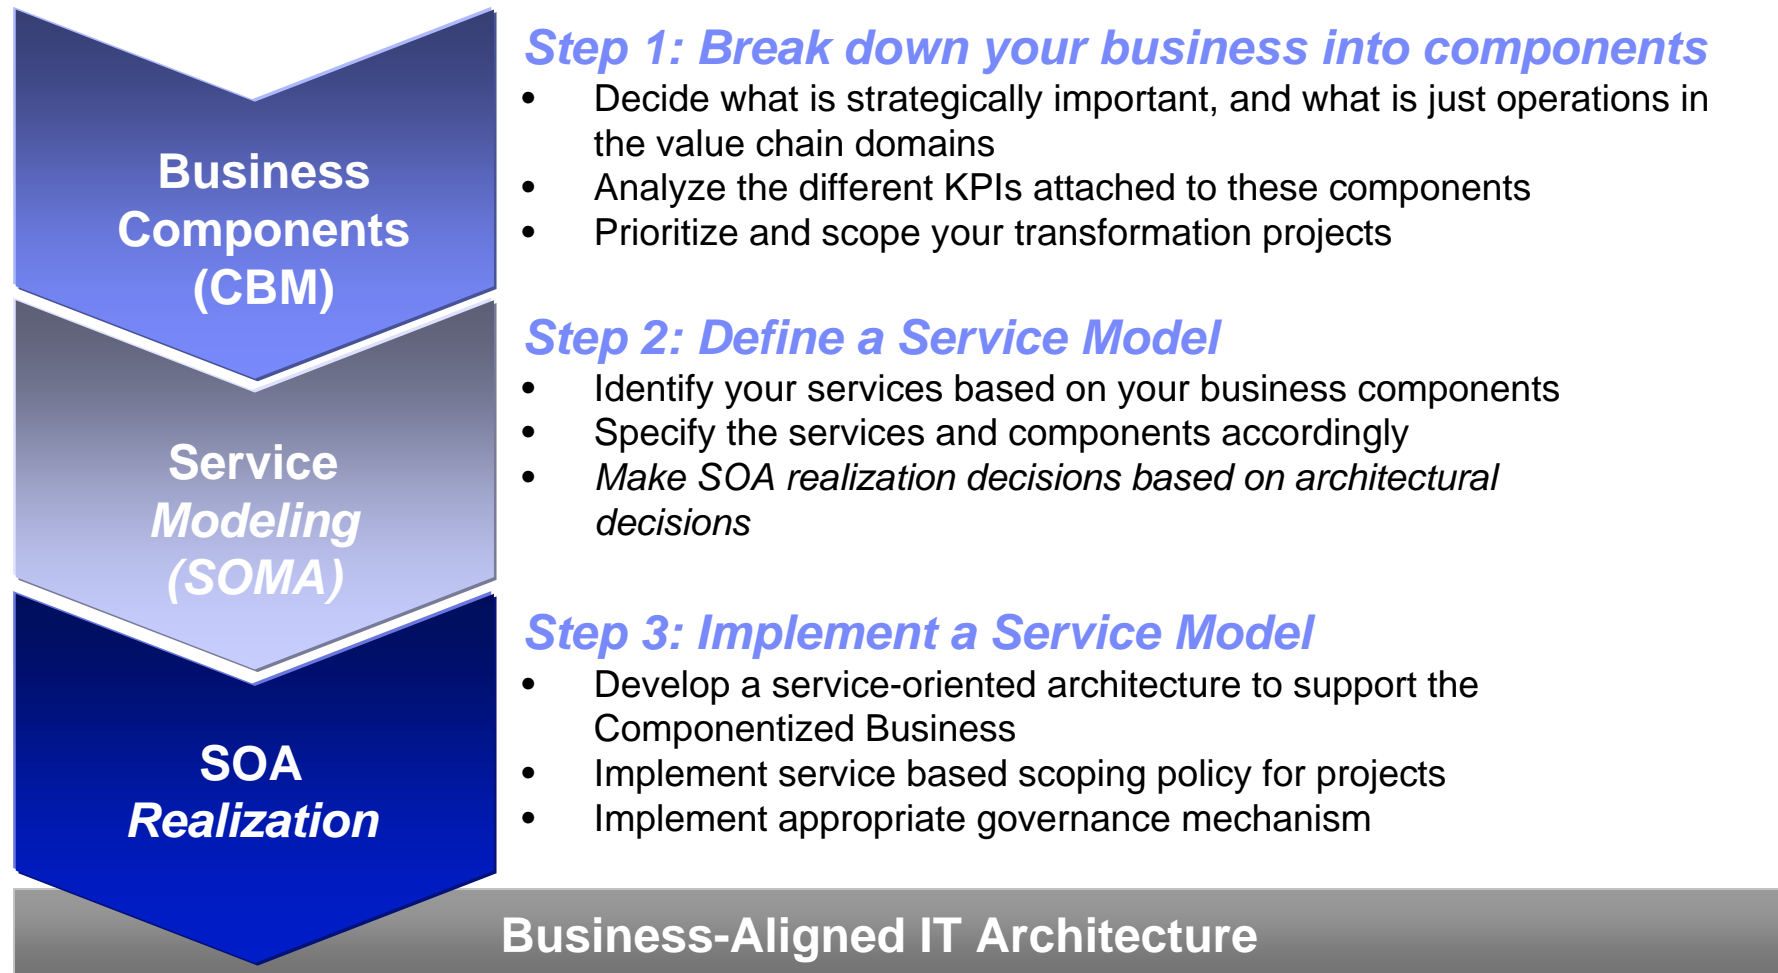 Business
Components
(CBM)
Step 1: Break down your business into components
• Decide what is strategically important, and what is just operations in
the value chain domains
• Analyze the different KPIs attached to these components
• Prioritize and scope your transformation projects
Service
Modeling
(SOMA)
Step 2: Define a Service Model
• Identify your services based on your business components
• Specify the services and components accordingly
• Make SOA realization decisions based on architectural
decisions
SOA
Realization
Step 3: Implement a Service Model
• Develop a service-oriented architecture to support the
Componentized Business
• Implement service based scoping policy for projects
• Implement appropriate governance mechanism
Business-Aligned IT Architecture